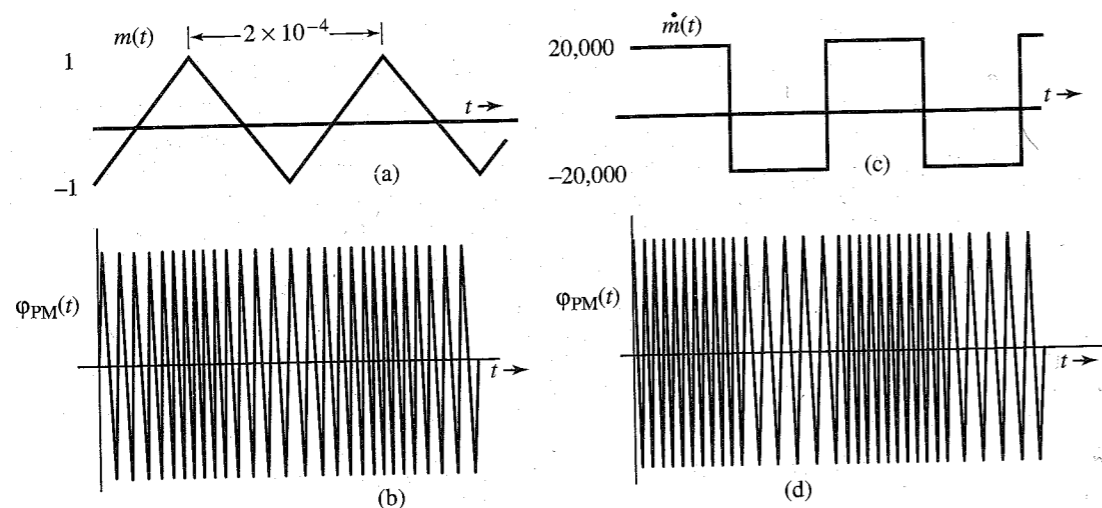 m(t)
2 × 10⁻⁴
1
t →
(a)
–1
ṁ(t)
20,000
t →
(c)
–20,000
φPM(t)
t →
(b)
φPM(t)
t →
(d)